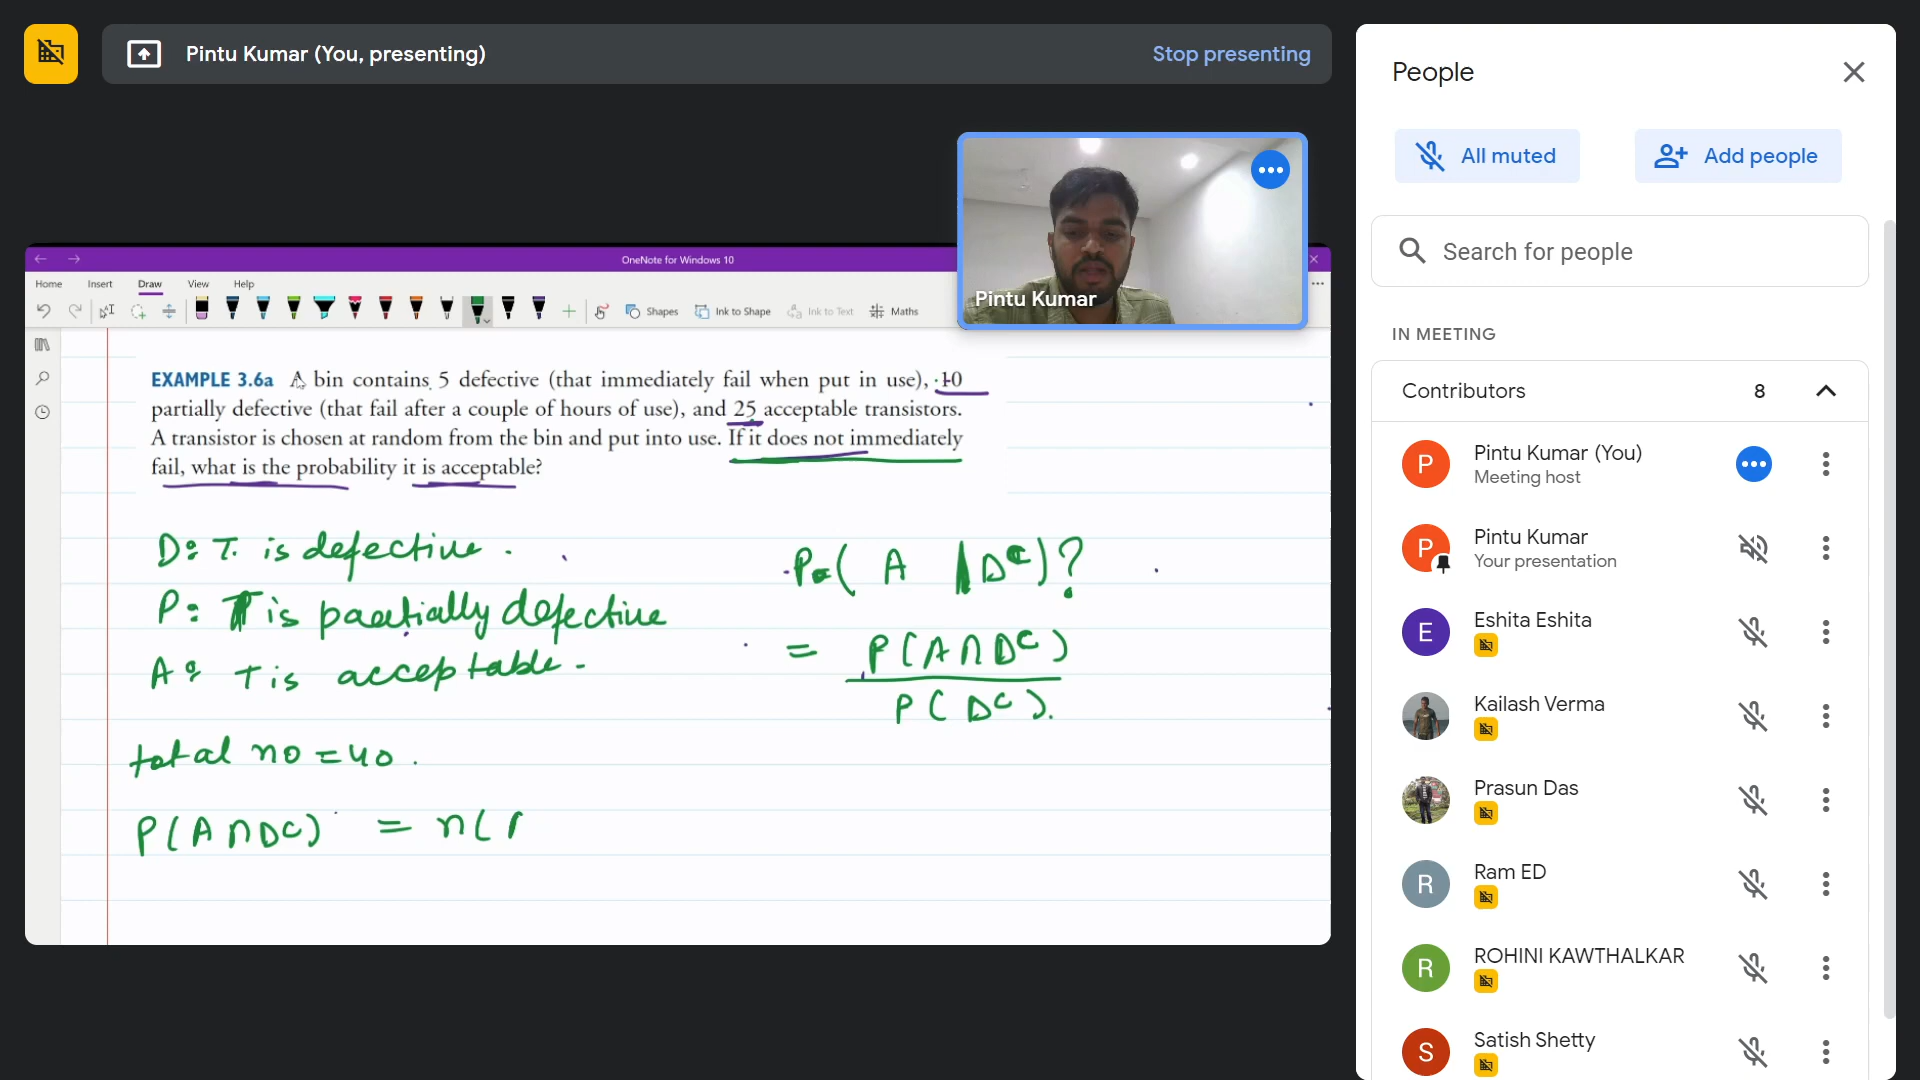 Pintu Kumar (You, presenting)
Stop presenting
Pintu Kumar
OneNote for Windows 10
Home Insert Draw View Help
Shapes Ink to Shape Ink to Text Maths
EXAMPLE 3.6a A bin contains 5 defective (that immediately fail when put in use), 10
partially defective (that fail after a couple of hours of use), and 25 acceptable transistors.
A transistor is chosen at random from the bin and put into use. If it does not immediately
fail, what is the probability it is acceptable?
D: T. is defective.
P: T is partially defective
A: T is acceptable.
total no = 40.
P(A∩Dᶜ) = n(
P(A | Dᶜ)?
= P(A∩Dᶜ)
P(Dᶜ).
People
All muted
Add people
Search for people
IN MEETING
Contributors 8
P
Pintu Kumar (You)
Meeting host
P
Pintu Kumar
Your presentation
E
Eshita Eshita
Kailash Verma
Prasun Das
R
Ram ED
R
ROHINI KAWTHALKAR
S
Satish Shetty